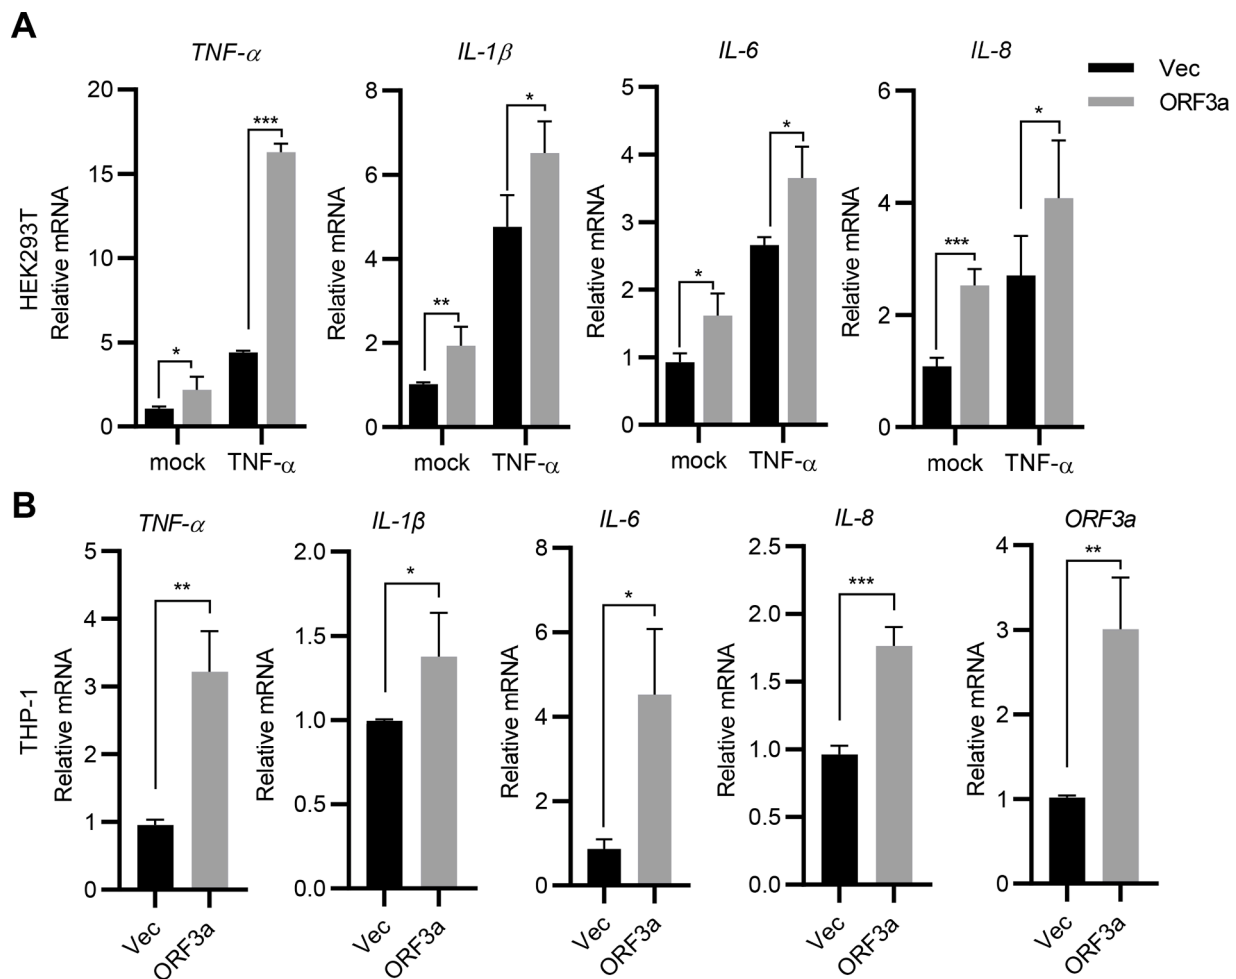 A
TNF-α
IL-1β
IL-6
IL-8
Vec
ORF3a
HEK293T
Relative mRNA
20
15
10
5
0
*
***
mock
TNF-α
Relative mRNA
8
6
4
2
0
**
*
mock
TNF-α
Relative mRNA
5
4
3
2
1
0
*
*
mock
TNF-α
Relative mRNA
6
4
2
0
***
*
mock
TNF-α
B
TNF-α
IL-1β
IL-6
IL-8
ORF3a
THP-1
Relative mRNA
5
4
3
2
1
0
**
Vec
ORF3a
Relative mRNA
2.0
1.5
1.0
0.5
0.0
*
Vec
ORF3a
Relative mRNA
8
6
4
2
0
*
Vec
ORF3a
Relative mRNA
2.5
2.0
1.5
1.0
0.5
0.0
***
Vec
ORF3a
Relative mRNA
4
3
2
1
0
**
Vec
ORF3a